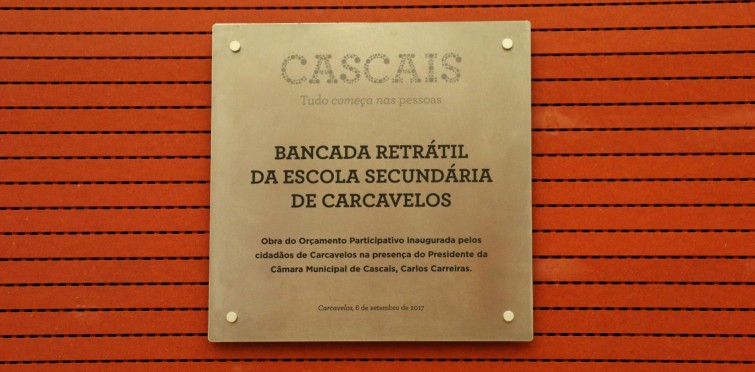 CASCAIS
Tudo começa nas pessoas
BANCADA RETRÁTIL
DA ESCOLA SECUNDÁRIA
DE CARCAVELOS
Obra do Orçamento Participativo inaugurada pelos
cidadãos de Carcavelos na presença do Presidente da
Câmara Municipal de Cascais, Carlos Carreiras.
Carcavelos, 6 de setembro de 2017